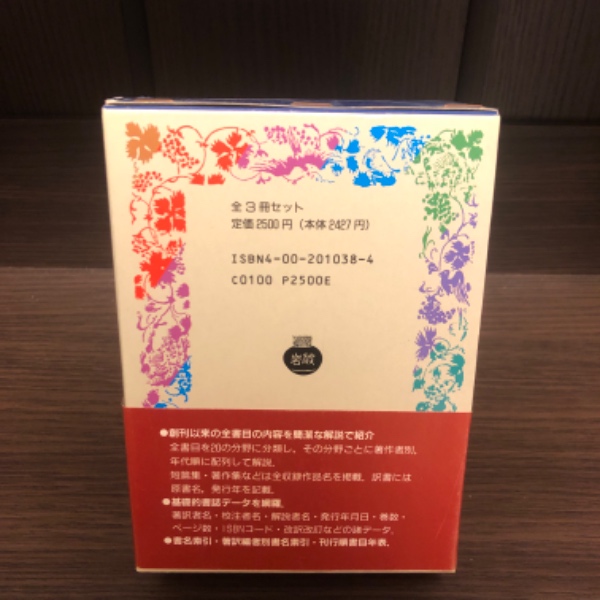 全3冊セット
定価2500円（本体2427円）
ISBN4-00-201038-4
C0100 P2500E
岩波
●創刊以来の全書目の内容を簡潔な解説で紹介
全書目を20の分野に分類し、その分野ごとに著作者別、
年代順に配列して解説。
短篇集・著作集などは全収録作品名を掲載。訳書には
原書名、発行年を記載。
●基礎的書誌データを網羅。
著訳者名・校注者名・解説者名・発行年月日・巻数・
ページ数・ISBNコード・改訳改訂などの諸データ。
●書名索引・著訳編者別書名索引・刊行順書目年表。